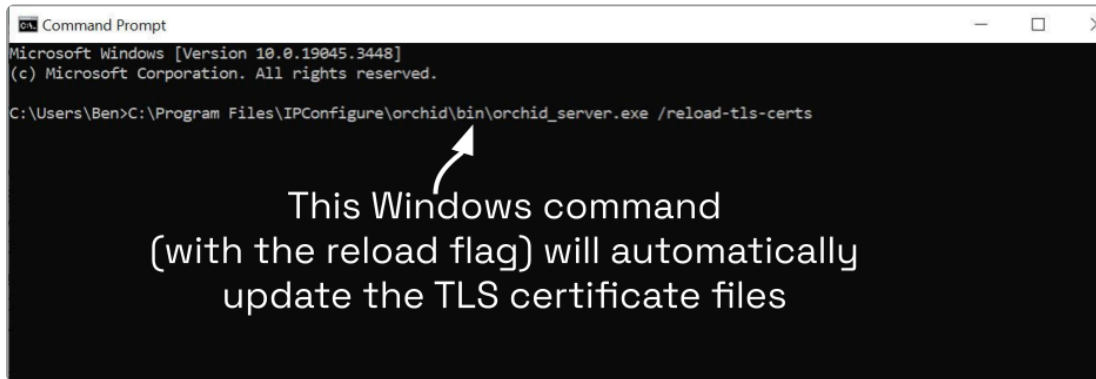 Command Prompt
Microsoft Windows [Version 10.0.19045.3448]
(c) Microsoft Corporation. All rights reserved.
C:\Users\Ben>C:\Program Files\IPConfigure\orchid\bin\orchid_server.exe /reload-tls-certs
This Windows command
(with the reload flag) will automatically
update the TLS certificate files